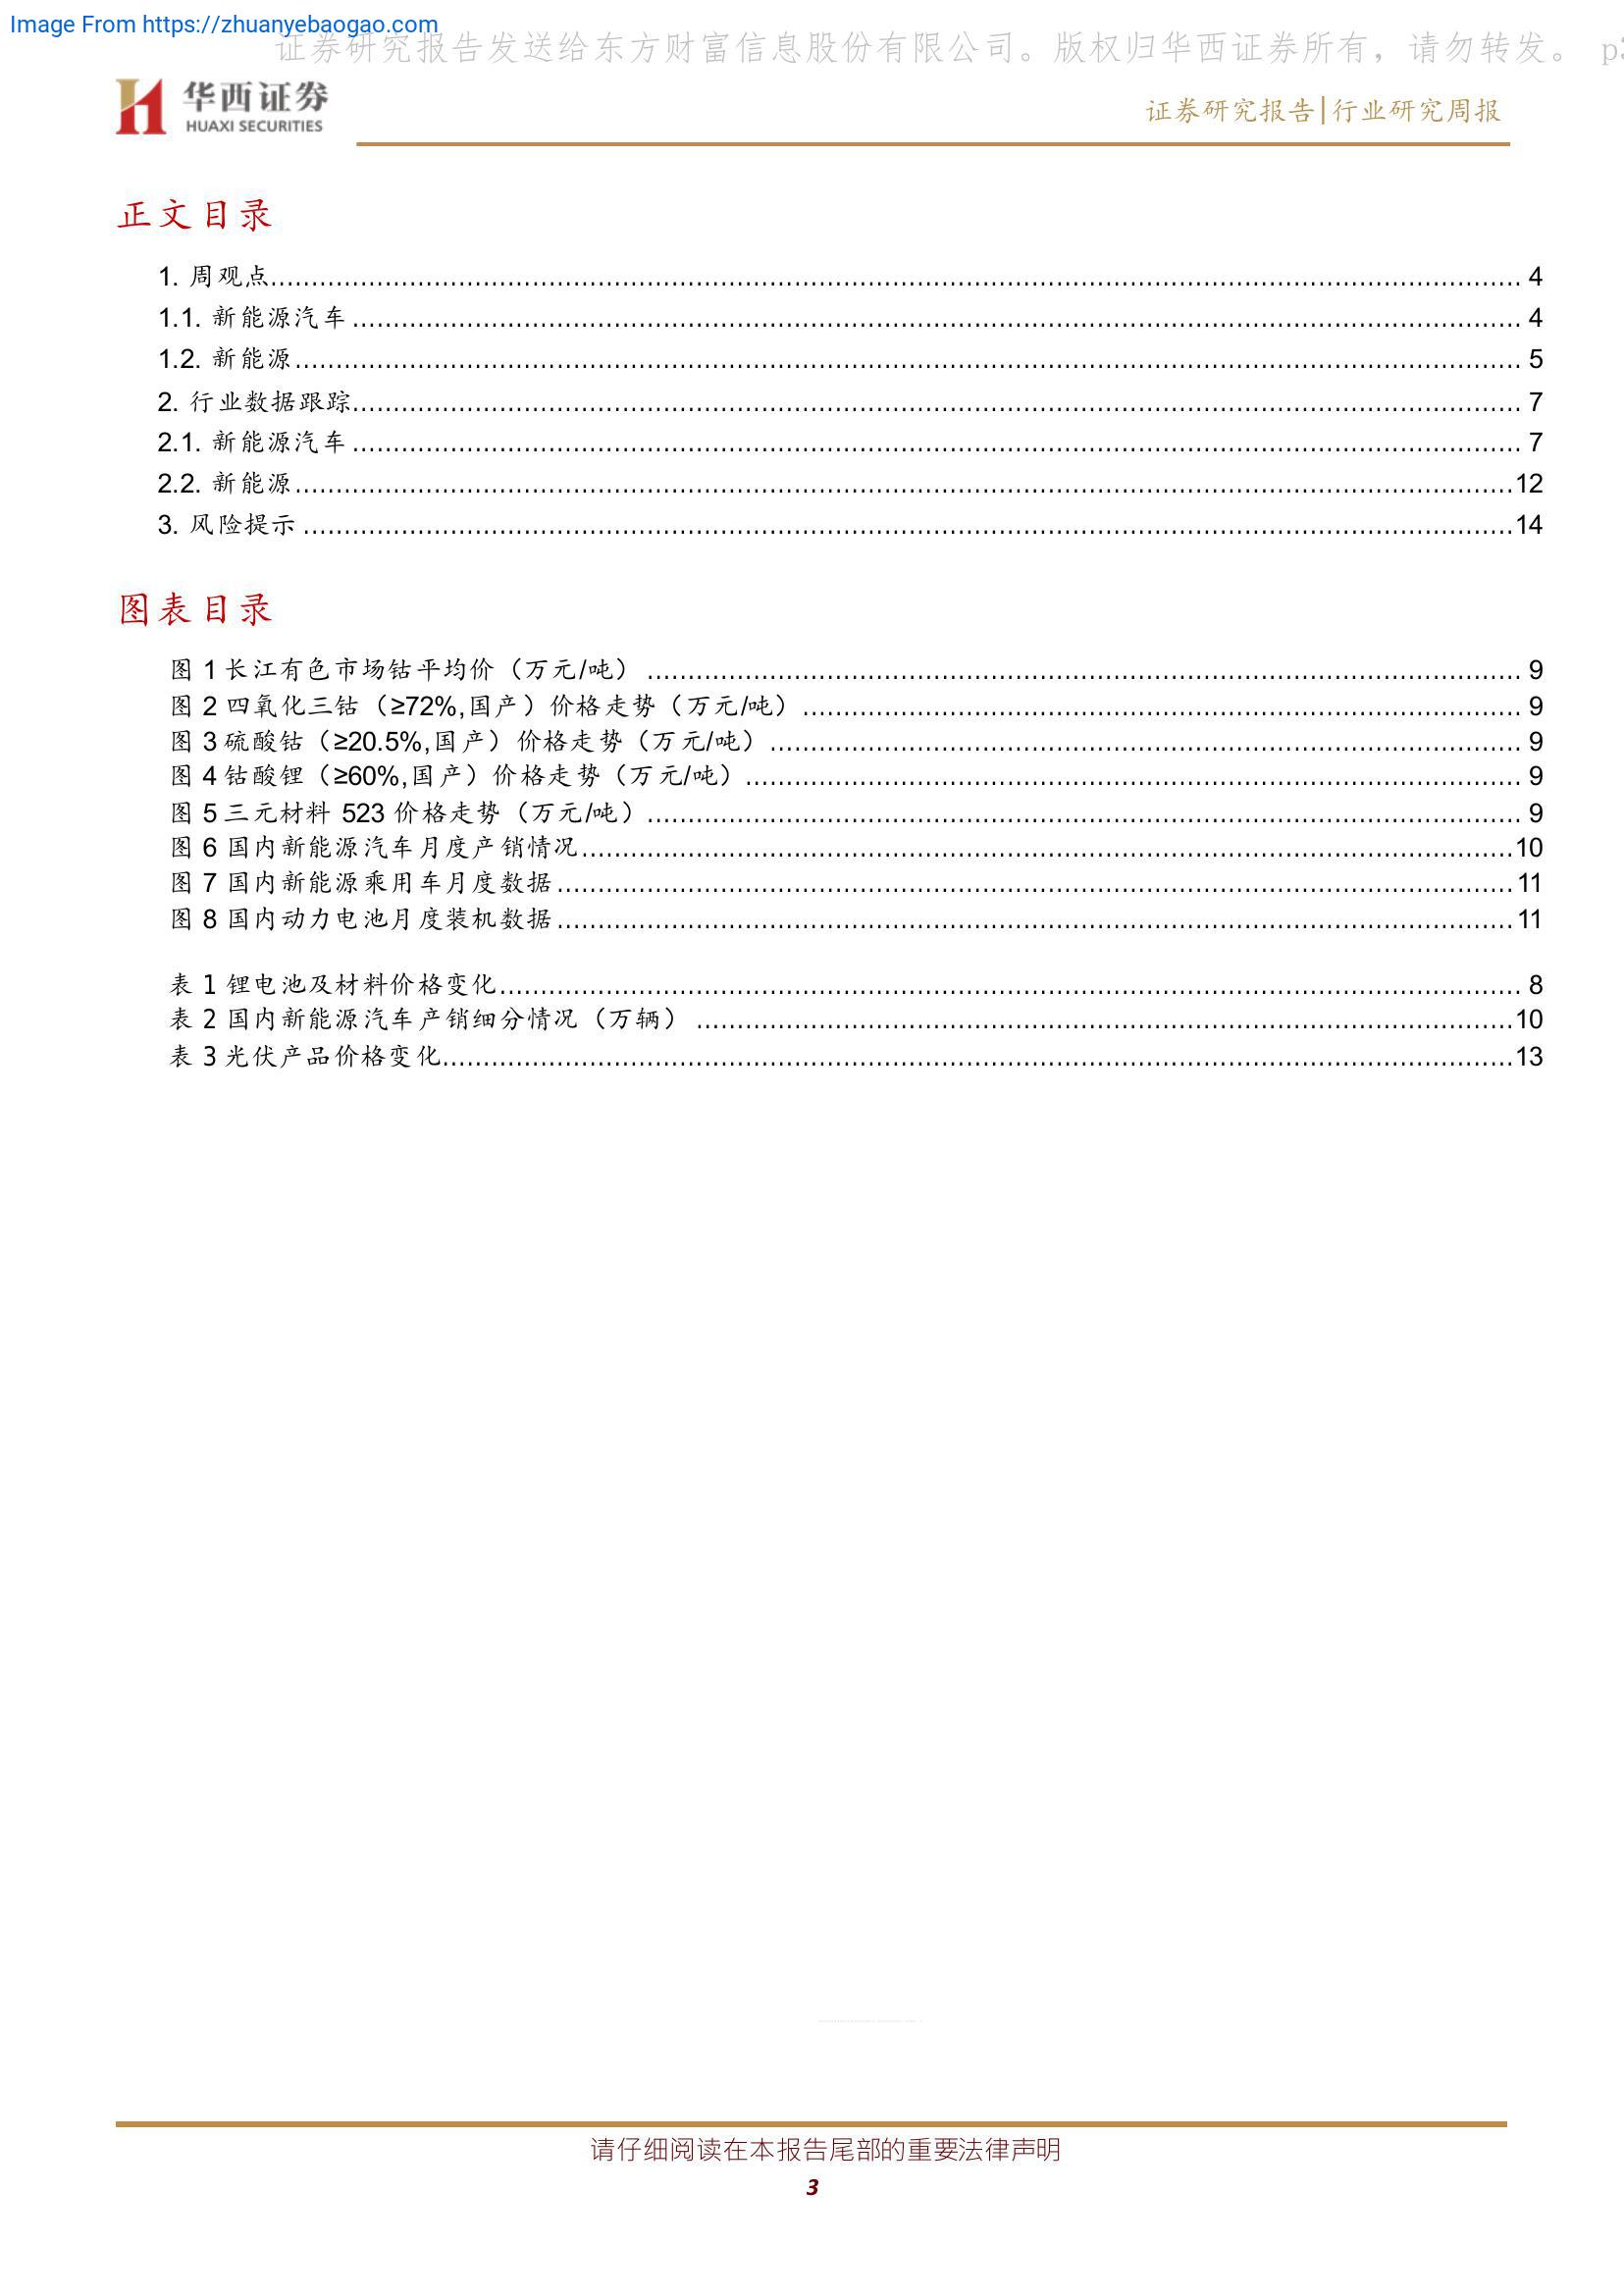 Image From https://zhuanyebaogao.com
证券研究报告发送给东方财富信息股份有限公司。版权归华西证券所有，请勿转发。 p3
华西证券
HUAXI SECURITIES
证券研究报告|行业研究周报
正文目录
1. 周观点 4
1.1. 新能源汽车 4
1.2. 新能源 5
2. 行业数据跟踪 7
2.1. 新能源汽车 7
2.2. 新能源 12
3. 风险提示 14
图表目录
图 1 长江有色市场钴平均价（万元/吨） 9
图 2 四氧化三钴（≥72%,国产）价格走势（万元/吨） 9
图 3 硫酸钴（≥20.5%,国产）价格走势（万元/吨） 9
图 4 钴酸锂（≥60%,国产）价格走势（万元/吨） 9
图 5 三元材料 523 价格走势（万元/吨） 9
图 6 国内新能源汽车月度产销情况 10
图 7 国内新能源乘用车月度数据 11
图 8 国内动力电池月度装机数据 11
表 1 锂电池及材料价格变化 8
表 2 国内新能源汽车产销细分情况（万辆） 10
表 3 光伏产品价格变化 13
请仔细阅读在本报告尾部的重要法律声明
3